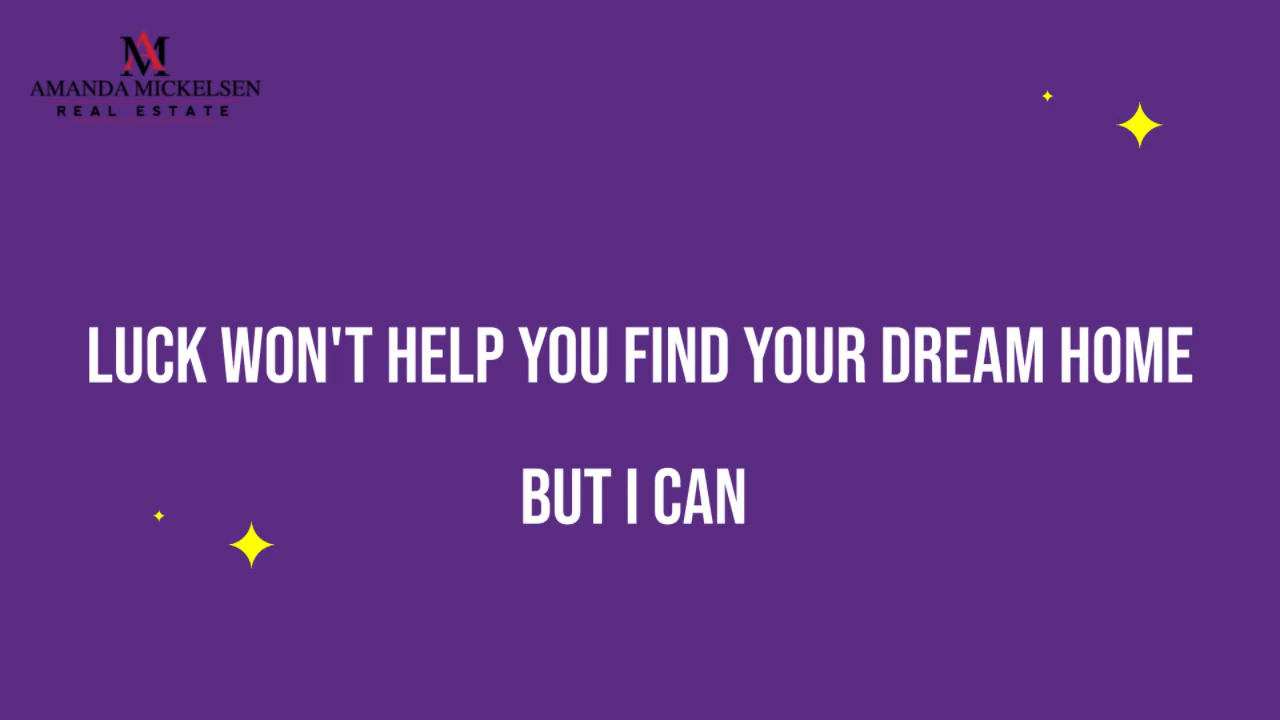 AMANDA MICKELSEN
REAL ESTATE
LUCK WON'T HELP YOU FIND YOUR DREAM HOME
BUT I CAN